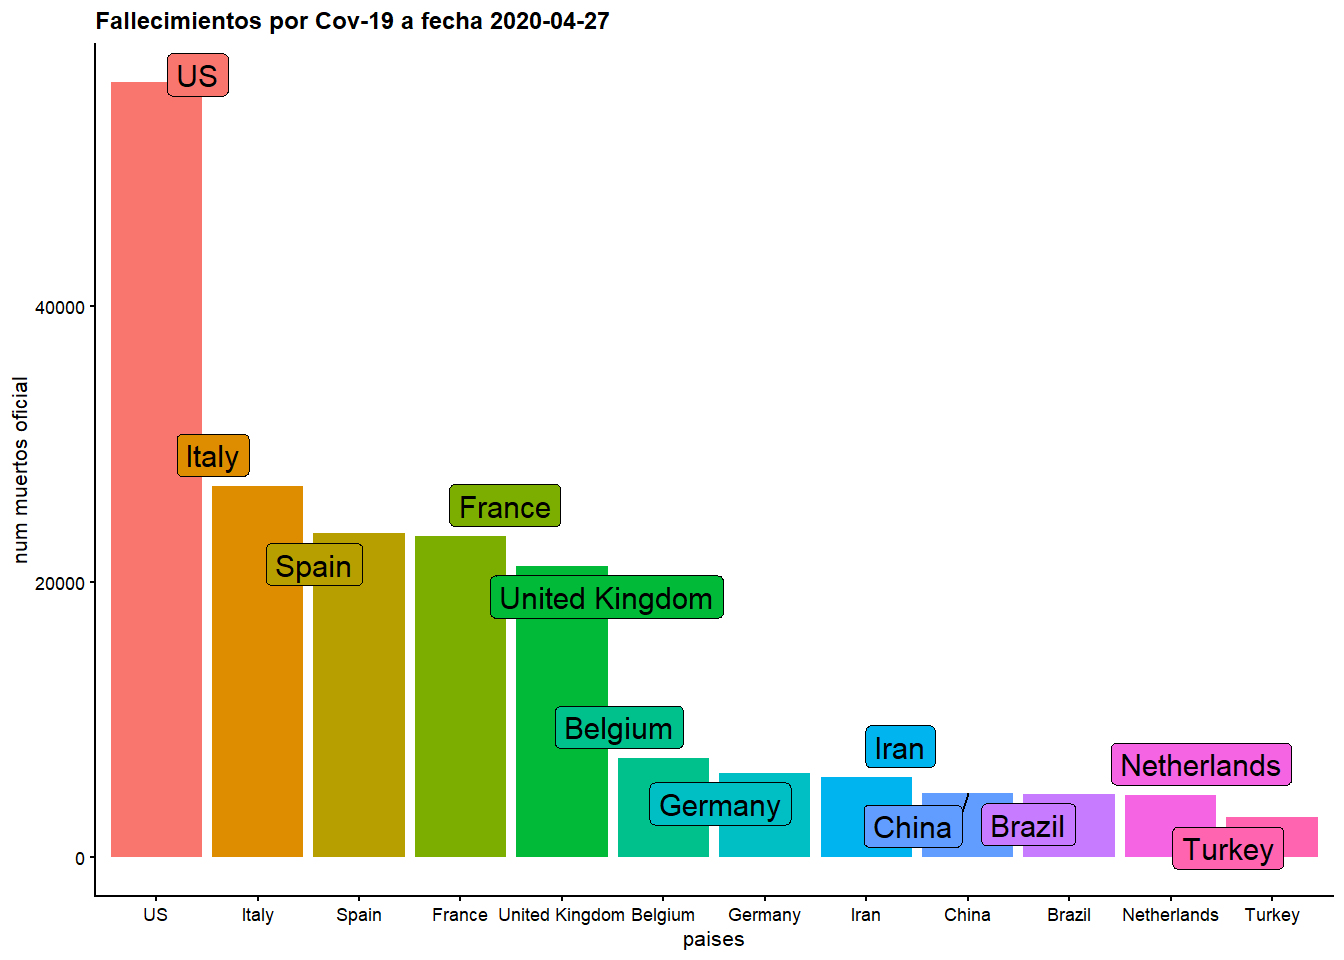 Fallecimientos por Cov-19 a fecha 2020-04-27
US
Italy
France
Spain
United Kingdom
Belgium
Iran
Netherlands
Germany
China
Brazil
Turkey
40000
20000
0
num muertos oficial
US Italy Spain France United Kingdom Belgium Germany Iran China Brazil Netherlands Turkey
paises